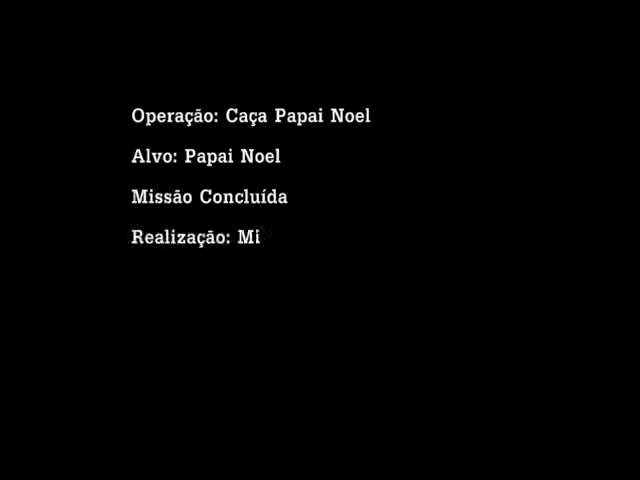 Operação: Caça Papai Noel
Alvo: Papai Noel
Missão Concluída
Realização: Mi